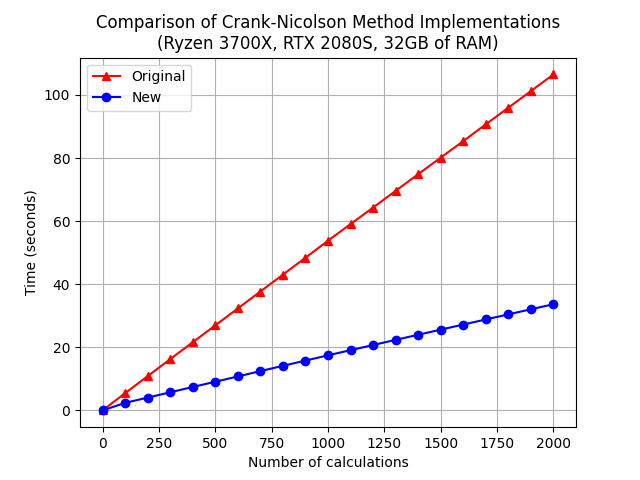 Comparison of Crank-Nicolson Method Implementations
(Ryzen 3700X, RTX 2080S, 32GB of RAM)
Original
New
100
80
60
40
20
0
Time (seconds)
0 250 500 750 1000 1250 1500 1750 2000
Number of calculations